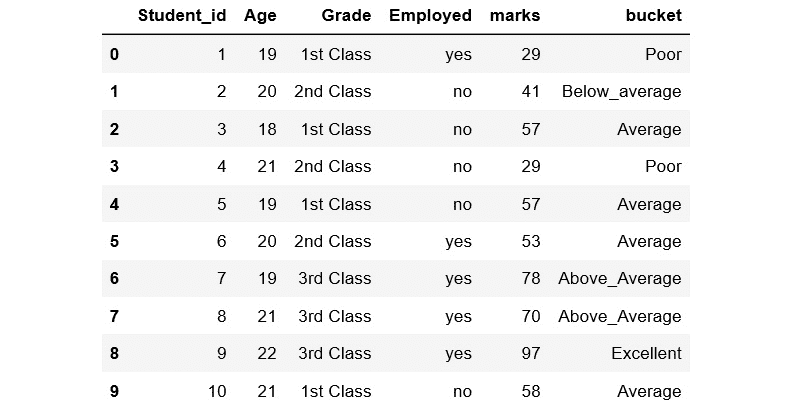 Student_id Age Grade Employed marks bucket
0 1 19 1st Class yes 29 Poor
1 2 20 2nd Class no 41 Below_average
2 3 18 1st Class no 57 Average
3 4 21 2nd Class no 29 Poor
4 5 19 1st Class no 57 Average
5 6 20 2nd Class yes 53 Average
6 7 19 3rd Class yes 78 Above_Average
7 8 21 3rd Class yes 70 Above_Average
8 9 22 3rd Class yes 97 Excellent
9 10 21 1st Class no 58 Average